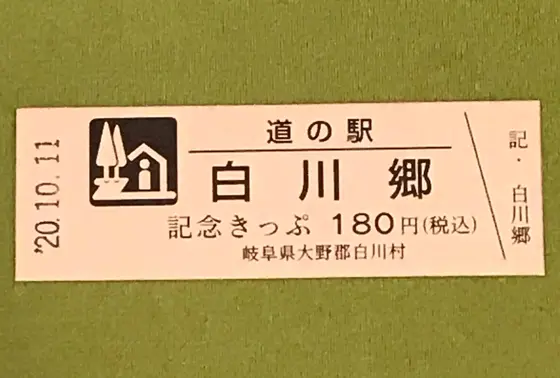 '20.10.11
道の駅
白川郷
記念きっぷ 180円(税込)
岐阜県大野郡白川村
記・白川郷